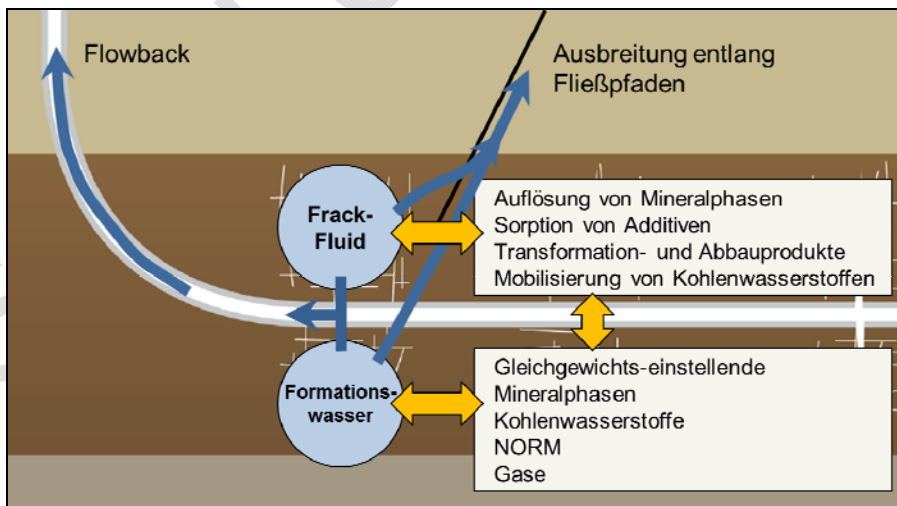 Flowback
Ausbreitung entlang
Fließpfaden
Frack-
Fluid
Auflösung von Mineralphasen
Sorption von Additiven
Transformation- und Abbauprodukte
Mobilisierung von Kohlenwasserstoffen
Formations-
wasser
Gleichgewichts-einstellende
Mineralphasen
Kohlenwasserstoffe
NORM
Gase